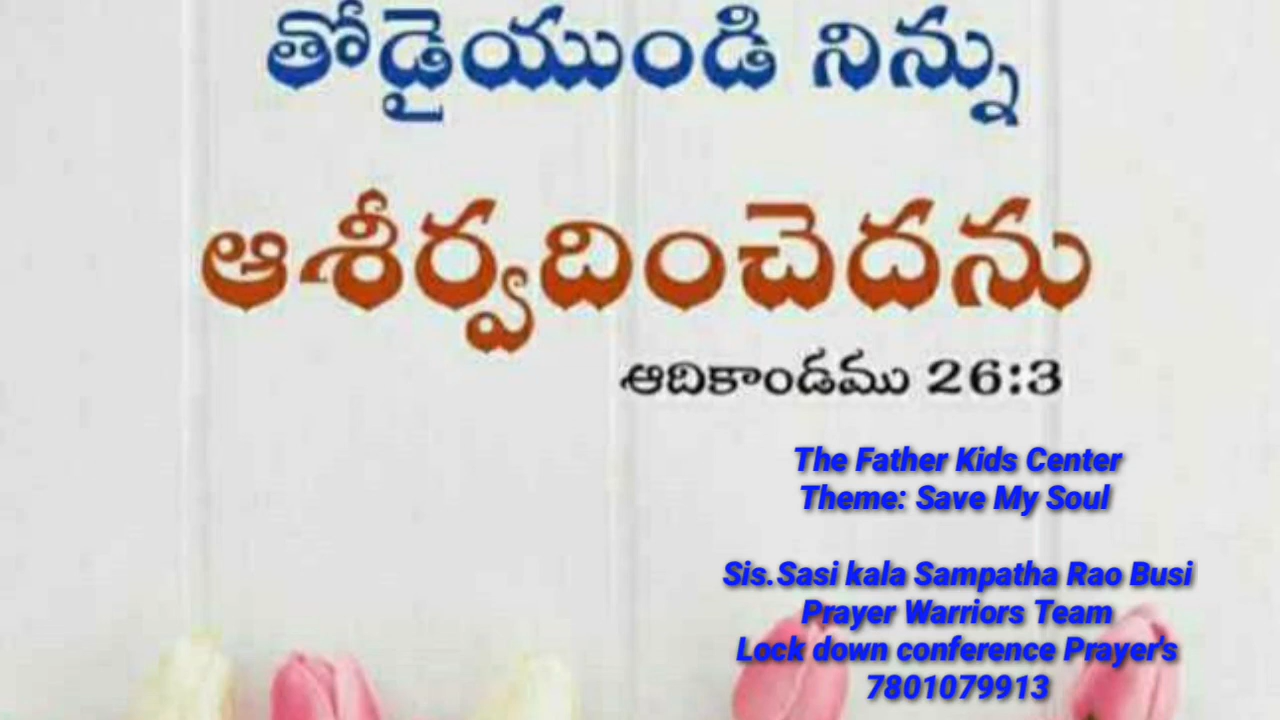 తోడైయుండి నిన్ను
ఆశీర్వదించెదను
ఆదికాండము 26:3
The Father Kids Center
Theme: Save My Soul
Sis.Sasi kala Sampatha Rao Busi
Prayer Warriors Team
Lock down conference Prayer's
7801079913